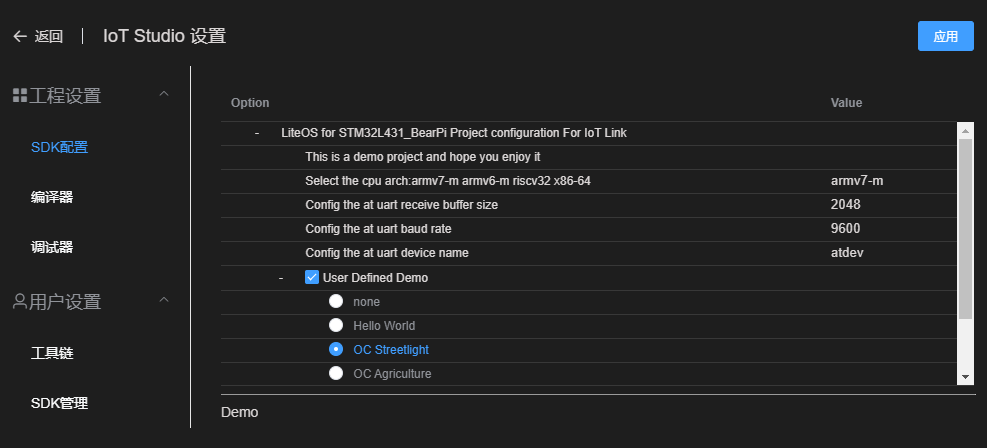 返回 IoT Studio 设置 应用
工程设置
SDK配置
编译器
调试器
用户设置
工具链
SDK管理
Option Value
- LiteOS for STM32L431_BearPi Project configuration For IoT Link
This is a demo project and hope you enjoy it
Select the cpu arch:armv7-m armv6-m riscv32 x86-64 armv7-m
Config the at uart receive buffer size 2048
Config the at uart baud rate 9600
Config the at uart device name atdev
- User Defined Demo
none
Hello World
OC Streetlight
OC Agriculture
Demo